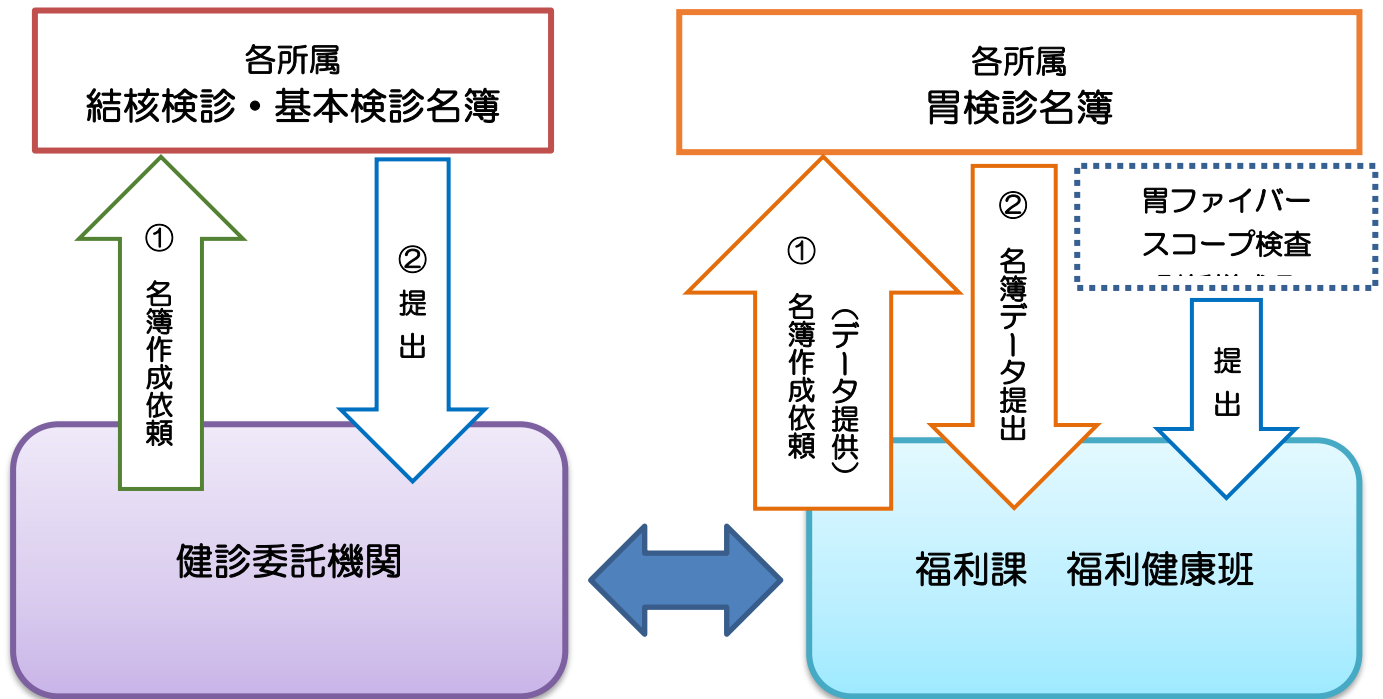 各所属
結核検診・基本検診名簿
① 名簿作成依頼
②提出
健診委託機関
各所属
胃検診名簿
① 名簿作成依頼
（データ提供）
② 名簿データ提出
胃ファイバー
スコープ検査
提出
福利課　福利健康班